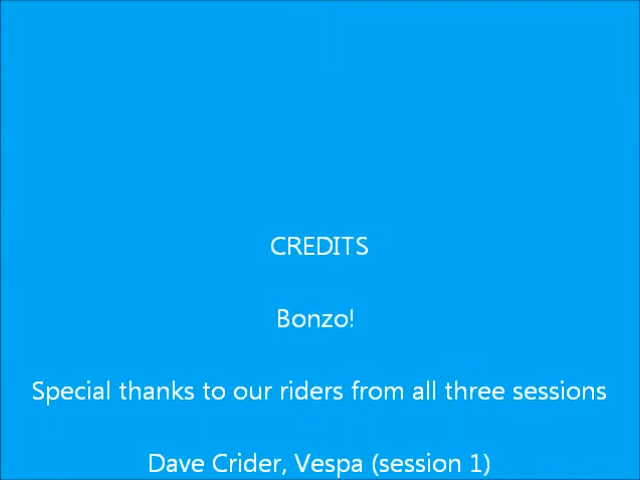 CREDITS
Bonzo!
Special thanks to our riders from all three sessions
Dave Crider, Vespa (session 1)